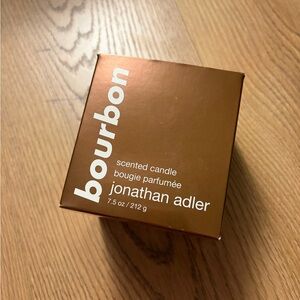 bourbon
scented candle
bougie parfumée
jonathan adler
7.5 oz / 212 g